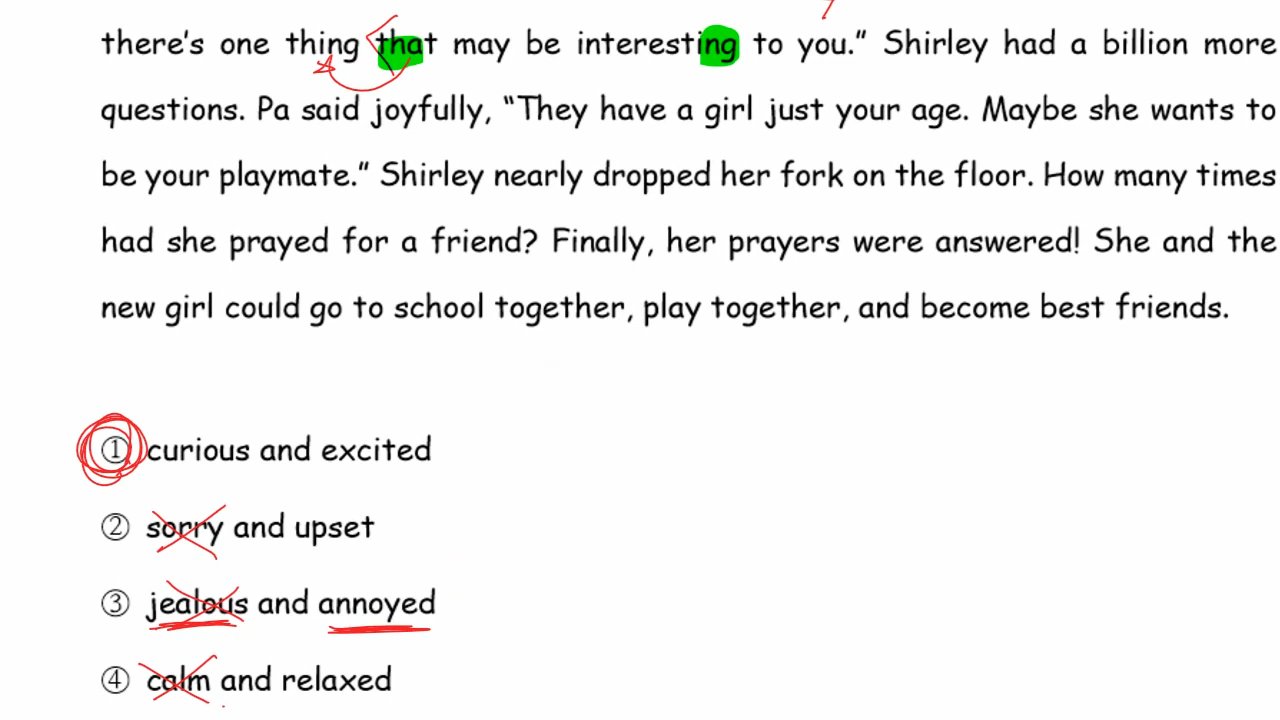 there's one thing that may be interesting to you." Shirley had a billion more
questions. Pa said joyfully, "They have a girl just your age. Maybe she wants to
be your playmate." Shirley nearly dropped her fork on the floor. How many times
had she prayed for a friend? Finally, her prayers were answered! She and the
new girl could go to school together, play together, and become best friends.
① curious and excited
② sorry and upset
③ jealous and annoyed
④ calm and relaxed